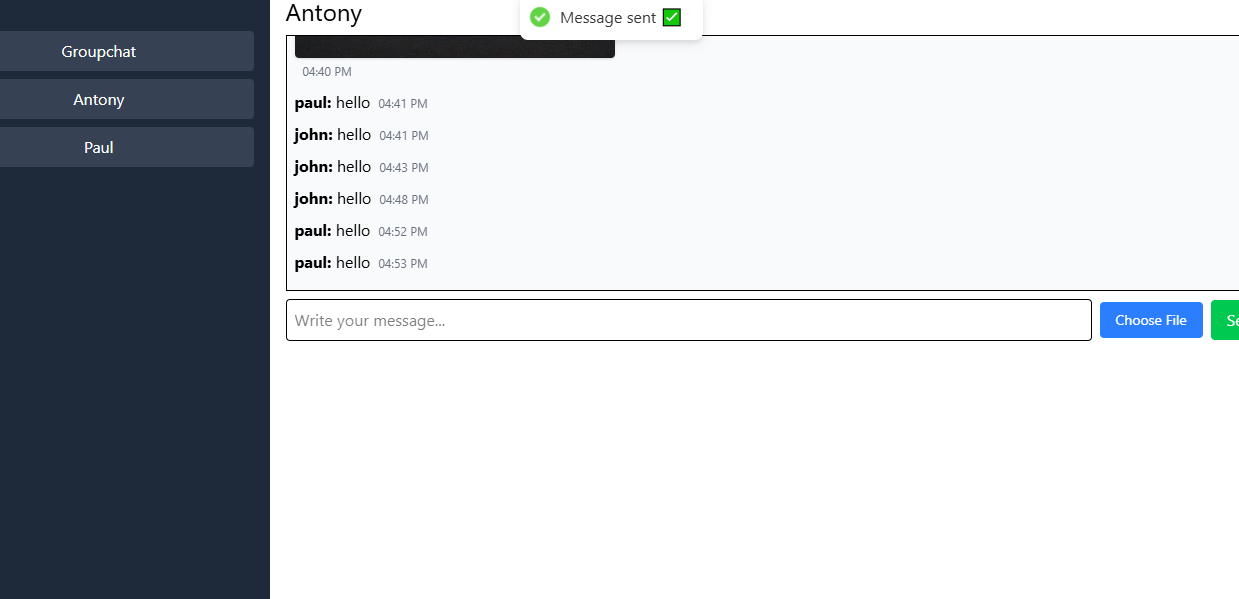 Antony
Message sent ✅
Groupchat
Antony
Paul
04:40 PM
paul: hello 04:41 PM
john: hello 04:41 PM
john: hello 04:43 PM
john: hello 04:48 PM
paul: hello 04:52 PM
paul: hello 04:53 PM
Write your message...
Choose File
Se